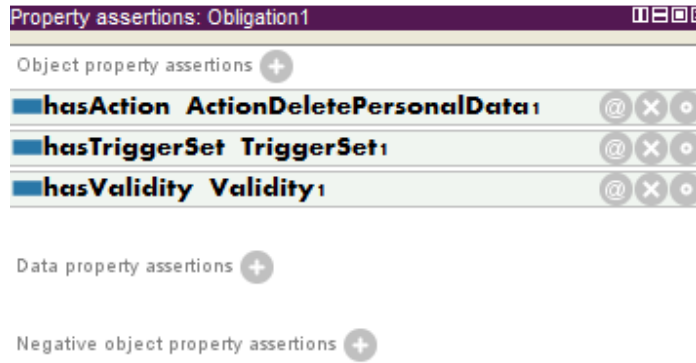 Property assertions: Obligation1
Object property assertions
hasAction ActionDeletePersonalData1
hasTriggerSet TriggerSet1
hasValidity Validity1
Data property assertions
Negative object property assertions